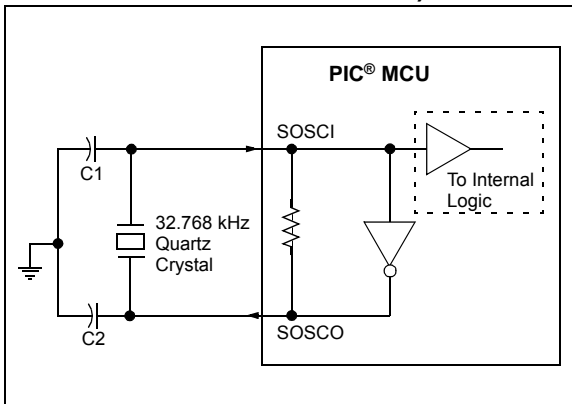 PIC® MCU
SOSCI
C1
To Internal
Logic
32.768 kHz
Quartz
Crystal
SOSCO
C2